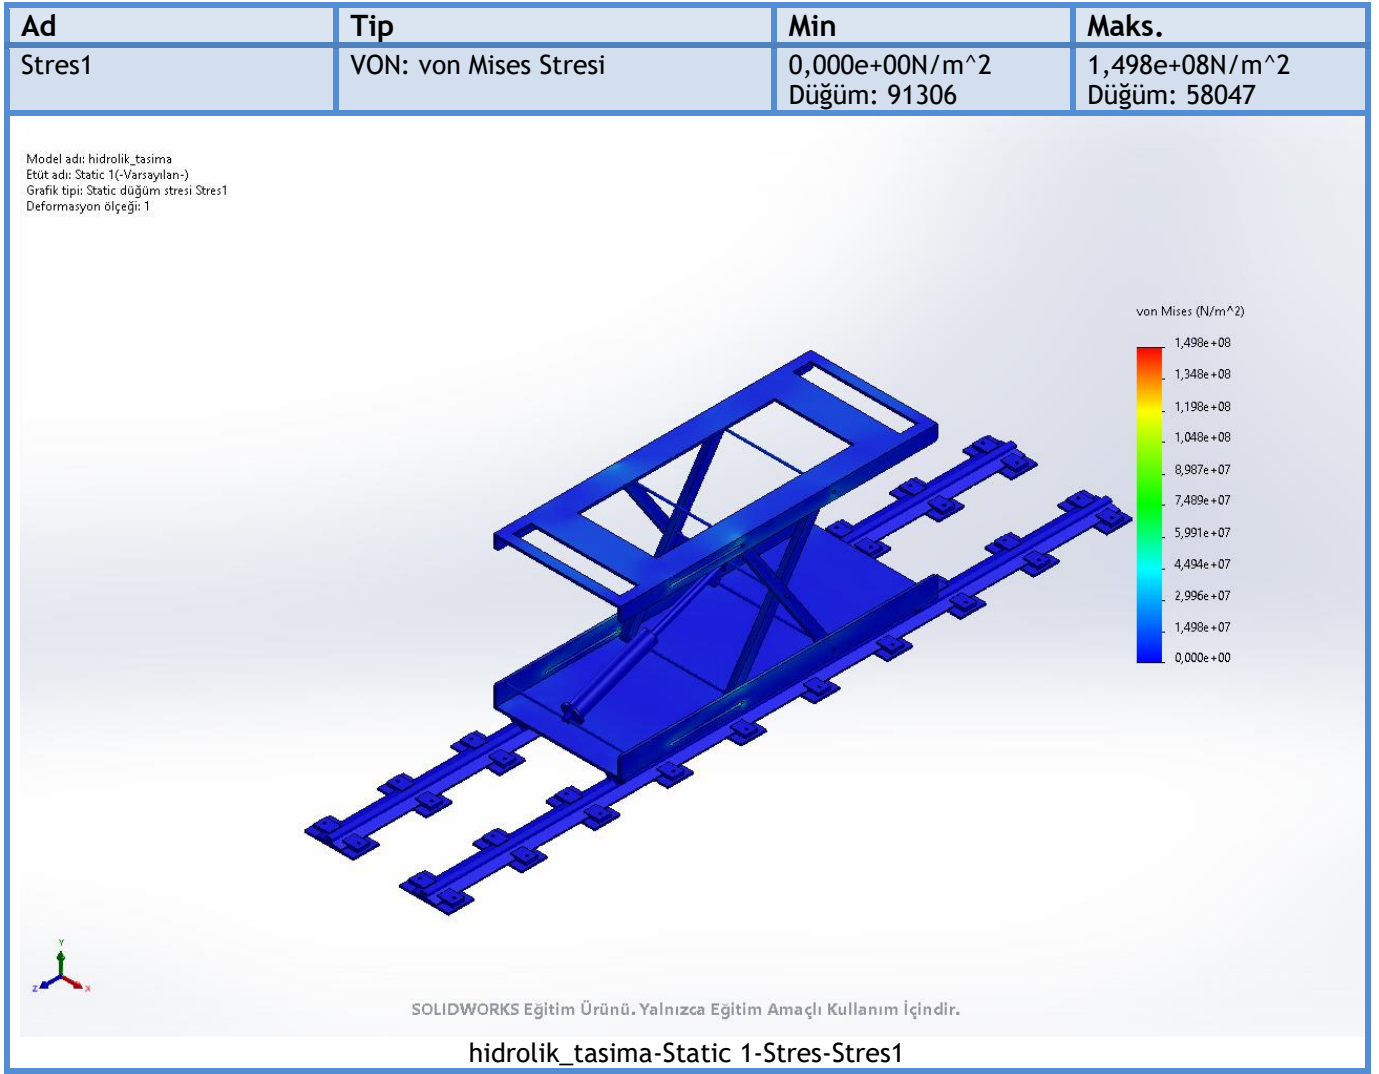 Ad Tip Min Maks.
Stres1 VON: von Mises Stresi 0,000e+00N/m^2 1,498e+08N/m^2
Düğüm: 91306 Düğüm: 58047
Model adı: hidrolik_tasima
Etüt adı: Static 1(-Varsayılan-)
Grafik tipi: Static düğüm stresi Stres1
Deformasyon ölçeği: 1
von Mises (N/m^2)
1,498e+08
1,348e+08
1,198e+08
1,048e+08
8,987e+07
7,489e+07
5,991e+07
4,494e+07
2,996e+07
1,498e+07
0,000e+00
Y
Z X
SOLIDWORKS Eğitim Ürünü. Yalnızca Eğitim Amaçlı Kullanım İçindir.
hidrolik_tasima-Static 1-Stres-Stres1